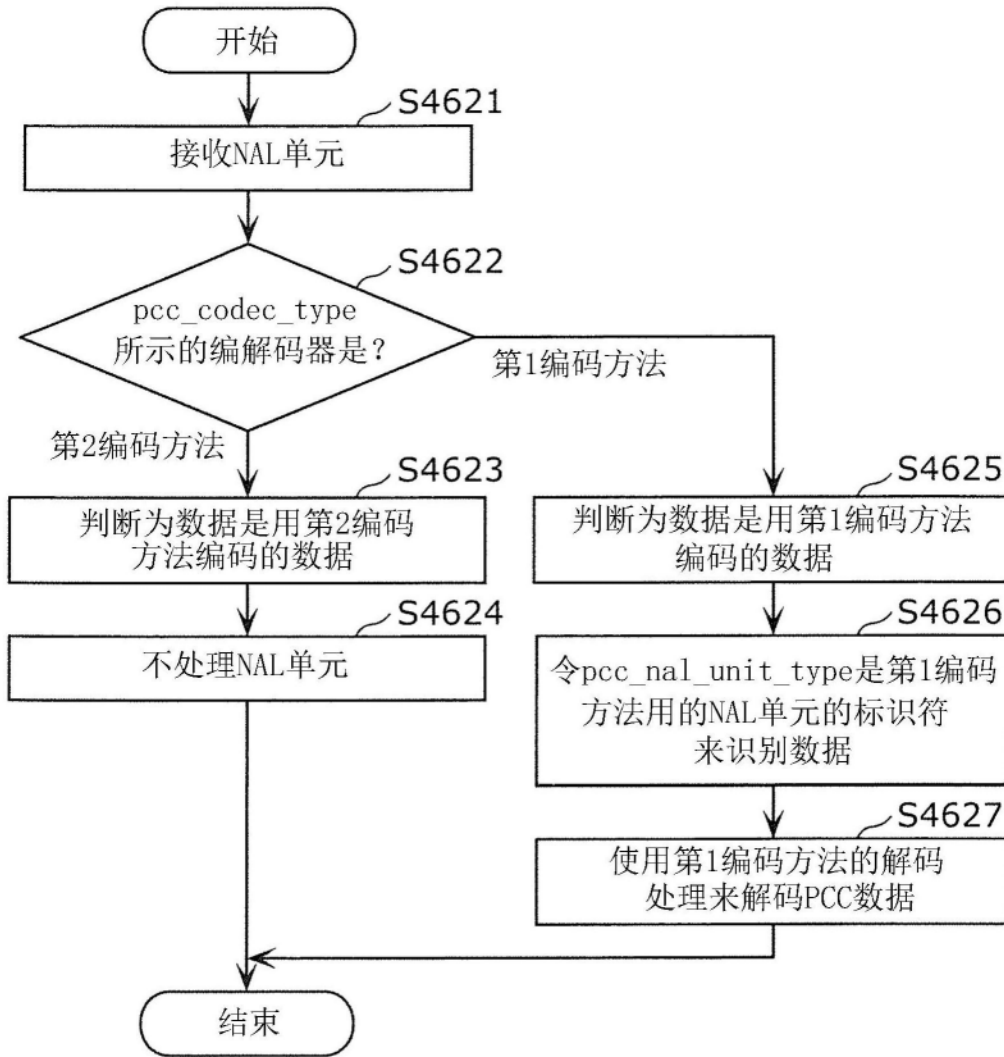 开始
S4621
接收NAL单元
S4622
pcc_codec_type
所示的编解码器是?
第1编码方法
第2编码方法
S4623
判断为数据是用第2编码
方法编码的数据
S4625
判断为数据是用第1编码方法
编码的数据
S4624
不处理NAL单元
S4626
令pcc_nal_unit_type是第1编码
方法用的NAL单元的标识符
来识别数据
S4627
使用第1编码方法的解码
处理来解码PCC数据
结束